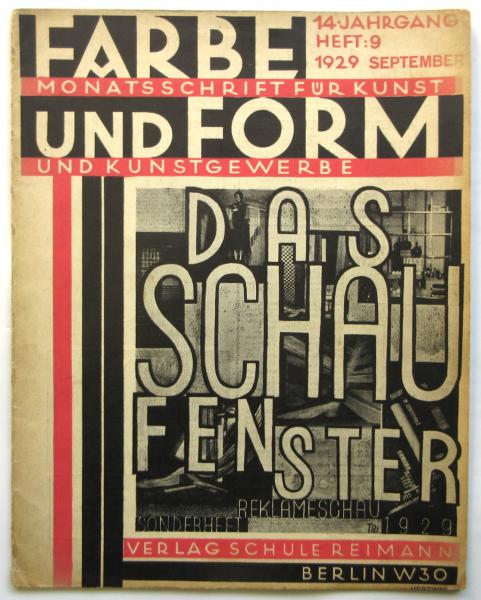 FARBE
14·JAHRGANG
HEFT:9
1929 SEPTEMBER
MONATSSCHRIFT FÜR KUNST
UND FORM
UND KUNSTGEWERBE
DAS
SCHAU
FENSTER
REKLAMESCHAU
SONDERHEFT
1929
VERLAG SCHULE REIMANN
BERLIN W30